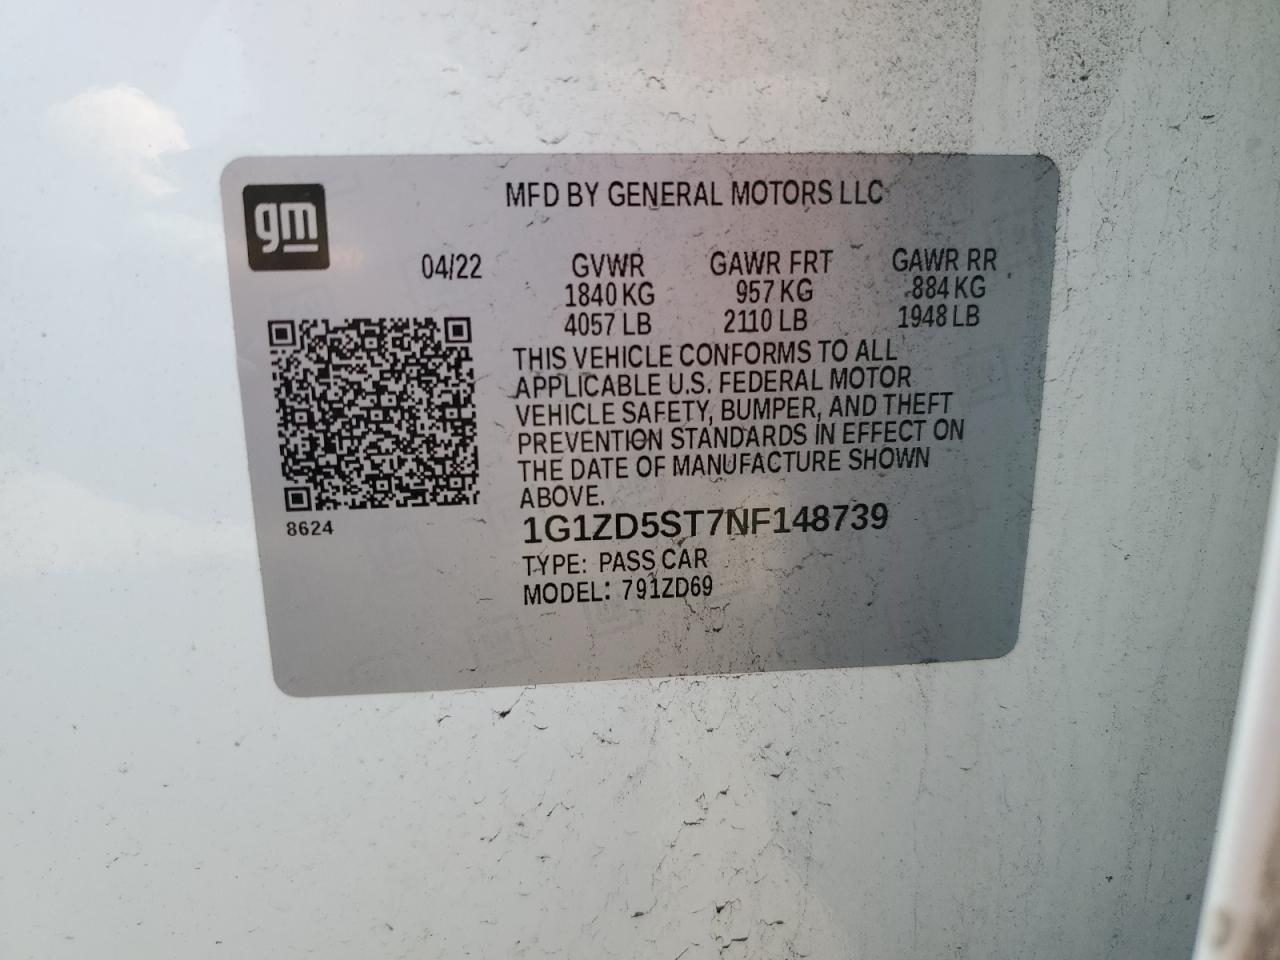 gm
MFD BY GENERAL MOTORS LLC
04/22 GVWR GAWR FRT GAWR RR
1840 KG 957 KG 884 KG
4057 LB 2110 LB 1948 LB
THIS VEHICLE CONFORMS TO ALL
APPLICABLE U.S. FEDERAL MOTOR
VEHICLE SAFETY, BUMPER, AND THEFT
PREVENTION STANDARDS IN EFFECT ON
THE DATE OF MANUFACTURE SHOWN
ABOVE.
8624
1G1ZD5ST7NF148739
TYPE: PASS CAR
MODEL: 791ZD69